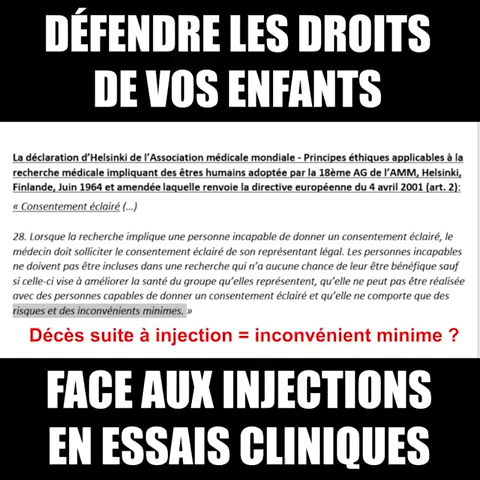 DÉFENDRE LES DROITS
DE VOS ENFANTS
La déclaration d'Helsinki de l'Association médicale mondiale - Principes éthiques applicables à la
recherche médicale impliquant des êtres humains adoptée par la 18ème AG de l'AMM, Helsinki,
Finlande, Juin 1964 et amendée laquelle renvoie la directive européenne du 4 avril 2001 (art. 2):
« Consentement éclairé (...)
28. Lorsque la recherche implique une personne incapable de donner un consentement éclairé, le
médecin doit solliciter le consentement éclairé de son représentant légal. Les personnes incapables
ne doivent pas être incluses dans une recherche qui n'a aucune chance de leur être bénéfique sauf
si celle-ci vise à améliorer la santé du groupe qu'elles représentent, qu'elle ne peut pas être réalisée
avec des personnes capables de donner un consentement éclairé et qu'elle ne comporte que des
risques et des inconvénients minimes. »
Décès suite à injection = inconvénient minime ?
FACE AUX INJECTIONS
EN ESSAIS CLINIQUES